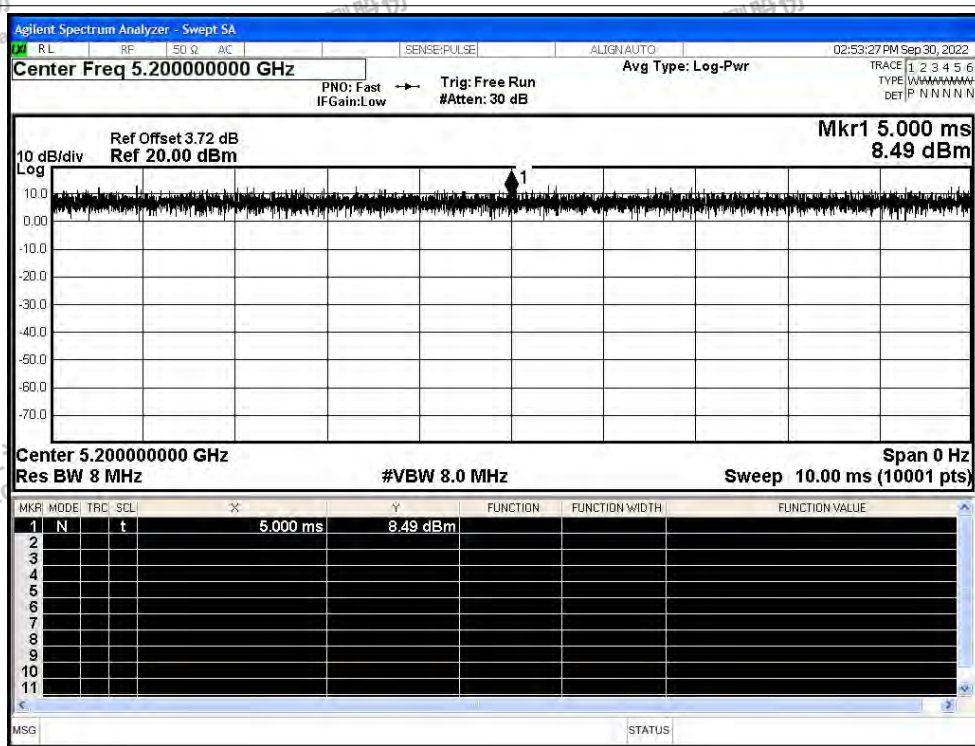 Agilent Spectrum Analyzer - Swept SA
RL RF 50 Ω AC SENSE:PULSE ALIGN AUTO 02:53:27 PM Sep 30, 2022
Center Freq 5.200000000 GHz Avg Type: Log-Pwr TRACE 1 2 3 4 5 6
PNO: Fast Trig: Free Run TYPE
IFGain:Low #Atten: 30 dB DET P N N N N N
Mkr1 5.000 ms
Ref Offset 3.72 dB
10 dB/div Ref 20.00 dBm 8.49 dBm
Log
1
10.0
0.00
-10.0
-20.0
-30.0
-40.0
-50.0
-60.0
-70.0
Center 5.200000000 GHz Span 0 Hz
Res BW 8 MHz #VBW 8.0 MHz Sweep 10.00 ms (10001 pts)
MKR MODE TRC SCL X Y FUNCTION FUNCTION WIDTH FUNCTION VALUE
1 N t 5.000 ms 8.49 dBm
2
3
4
5
6
7
8
9
10
11
MSG STATUS